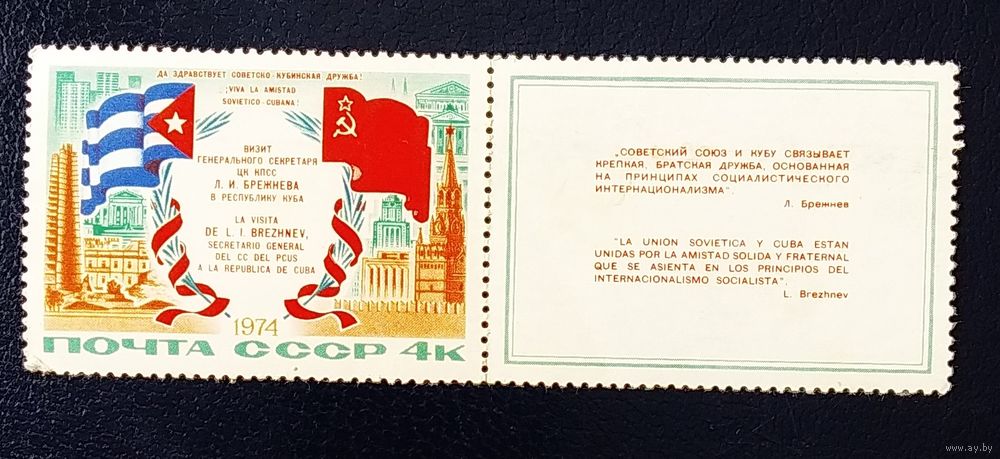 ДА ЗДРАВСТВУЕТ СОВЕТСКО-КУБИНСКАЯ ДРУЖБА!
¡VIVA LA AMISTAD
SOVIETICO-CUBANA!
ВИЗИТ
ГЕНЕРАЛЬНОГО СЕКРЕТАРЯ
ЦК КПСС
Л. И. БРЕЖНЕВА
В РЕСПУБЛИКУ КУБА
LA VISITA
DE L. I. BREZHNEV,
SECRETARIO GENERAL
DEL CC DEL PCUS
A LA REPUBLICA DE CUBA
1974
ПОЧТА СССР 4К
„СОВЕТСКИЙ СОЮЗ И КУБУ СВЯЗЫВАЕТ
КРЕПКАЯ, БРАТСКАЯ ДРУЖБА, ОСНОВАННАЯ
НА ПРИНЦИПАХ СОЦИАЛИСТИЧЕСКОГО
ИНТЕРНАЦИОНАЛИЗМА".
Л. Брежнев
"LA UNION SOVIETICA Y CUBA ESTAN
UNIDAS POR LA AMISTAD SOLIDA Y FRATERNAL
QUE SE ASIENTA EN LOS PRINCIPIOS DEL
INTERNACIONALISMO SOCIALISTA".
L. Brezhnev
www.ay.by